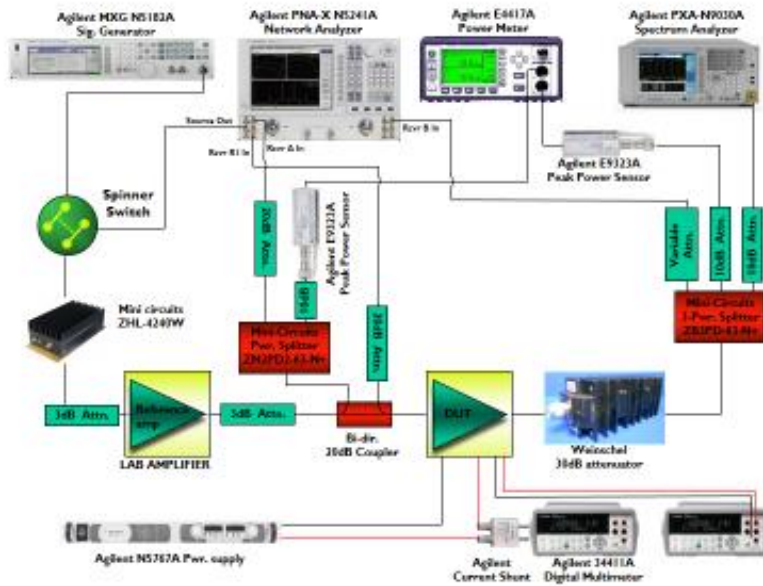 Agilent MXG N5182A
Sig. Generator
Agilent PNA-X N5241A
Network Analyzer
Agilent E4417A
Power Meter
Agilent PXA-N9030A
Spectrum Analyzer
Source Out
Rcvr R1 In
Rcvr A In
Rcvr B In
Agilent E9323A
Peak Power Sensor
Spinner
Switch
20dB Attn.
Agilent E9323A
Peak Power Sensor
10dB
Variable
Attn.
10dB Attn.
10dB Attn.
Mini circuits
ZHL-4240W
Mini-Circuits
Pwr. Splitter
20dB Attn.
Mini-Circuits
3-Pwr. Splitter
3dB Attn.
Reference
amp
LAB AMPLIFIER
3dB Attn.
Bi-dir.
20dB Coupler
DUT
Weinschel
30dB attenuator
Agilent N5767A Pwr. supply
Agilent
Current Shunt
Agilent 34411A
Digital Multimeter